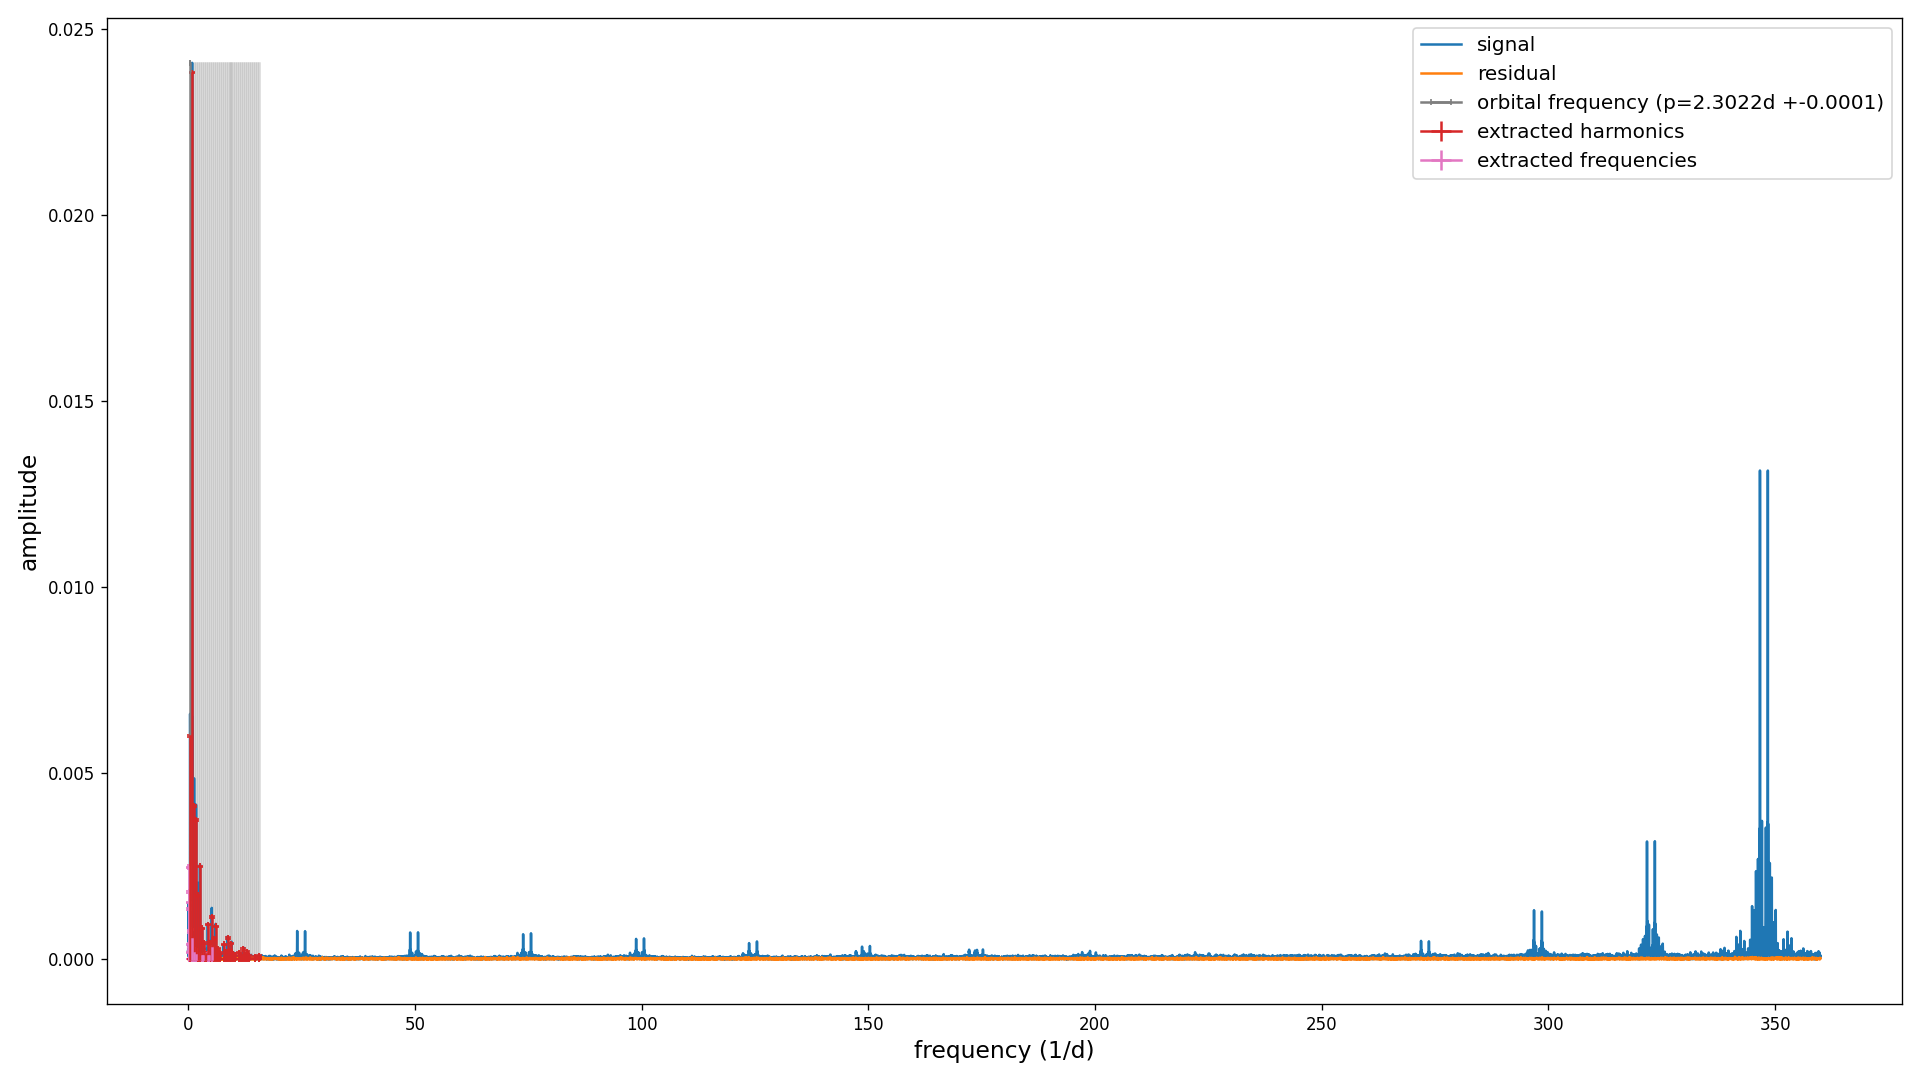 0.025
0.020
0.015
0.010
0.005
0.000
amplitude
0
50
100
150
200
250
300
350
frequency (1/d)
signal
residual
orbital frequency (p=2.3022d +-0.0001)
extracted harmonics
extracted frequencies